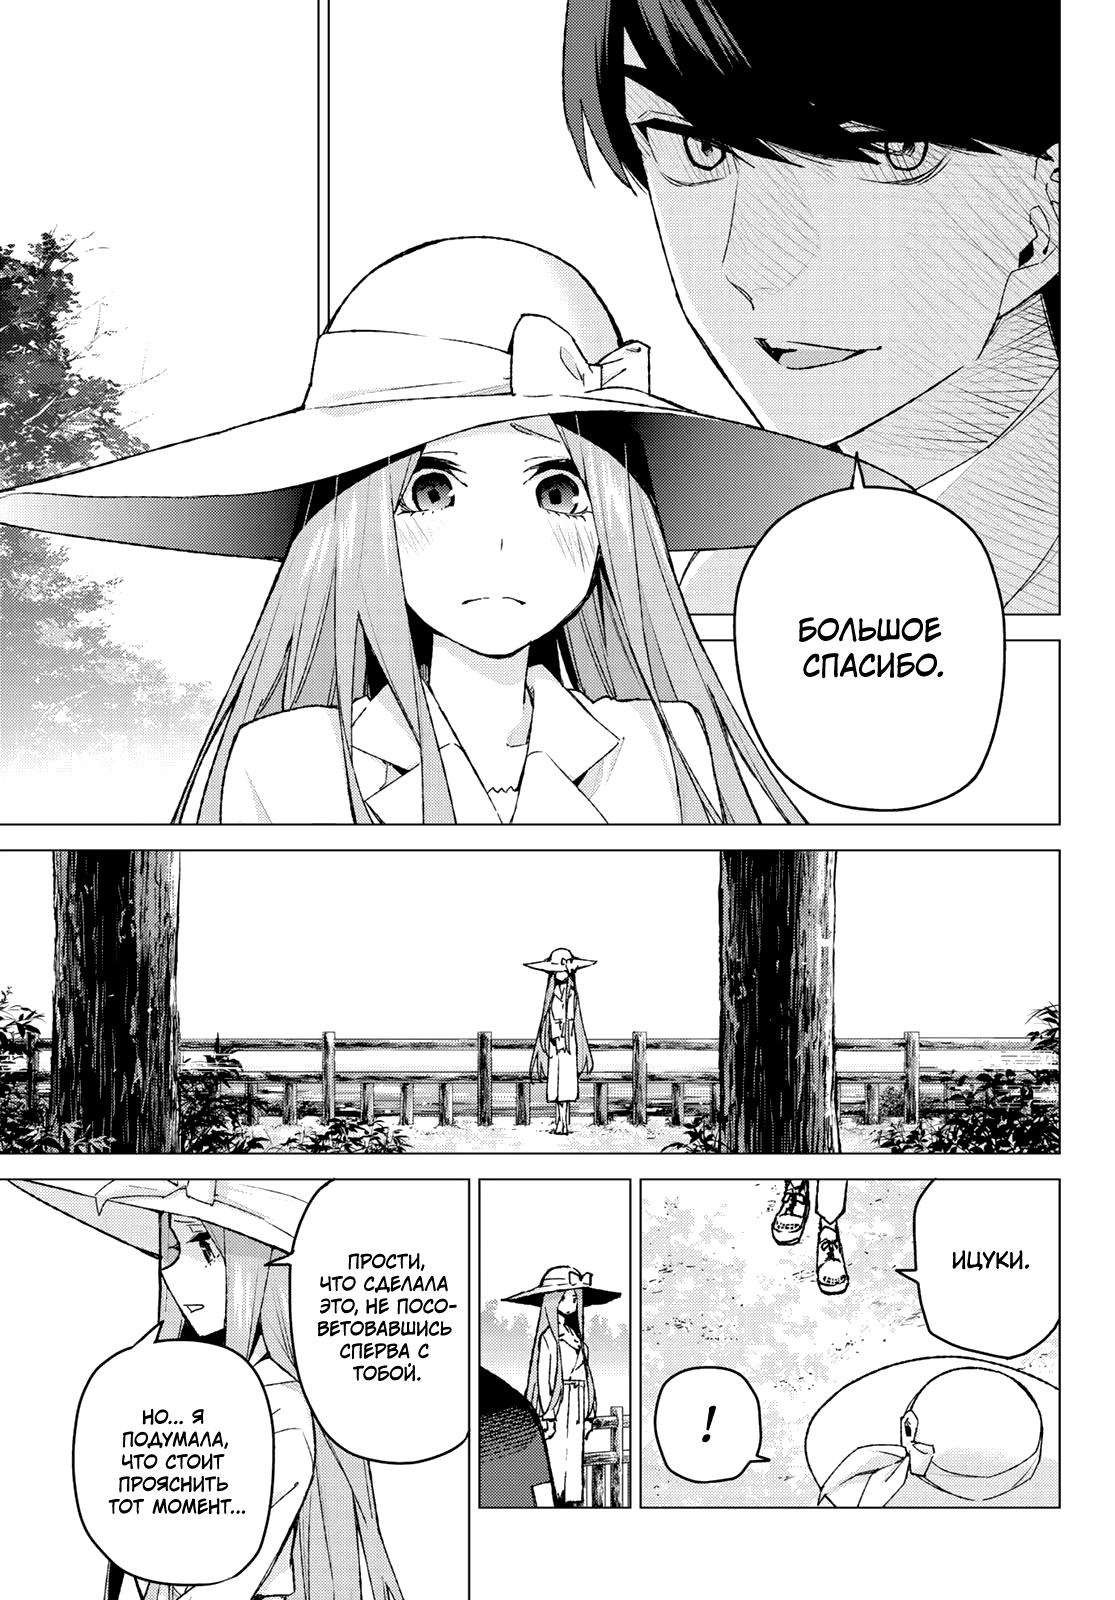 БОЛЬШОЕ
СПАСИБО.
ИЦУКИ.
!
ПРОСТИ,
ЧТО СДЕЛАЛА
ЭТО, НЕ ПОСО-
ВЕТОВАВШИСЬ
СПЕРВА С
ТОБОЙ.
НО... Я
ПОДУМАЛА,
ЧТО СТОИТ
ПРОЯСНИТЬ
ТОТ МОМЕНТ...